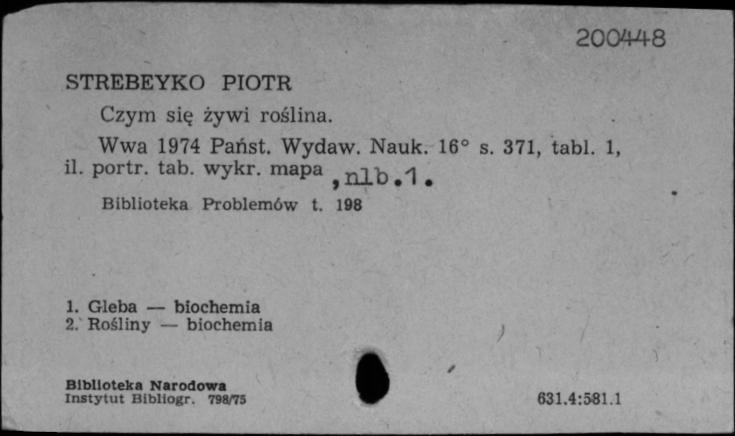 200448
STREBEYKO PIOTR
Czym się żywi roślina.
Wwa 1974 Państ. Wydaw. Nauk. 16° s. 371, tabl. 1,
il. portr. tab. wykr. mapa , nlb.1.
Biblioteka Problemów t. 198
1. Gleba — biochemia
2. Rośliny — biochemia
Biblioteka Narodowa
Instytut Bibliogr. 798/75
631.4:581.1